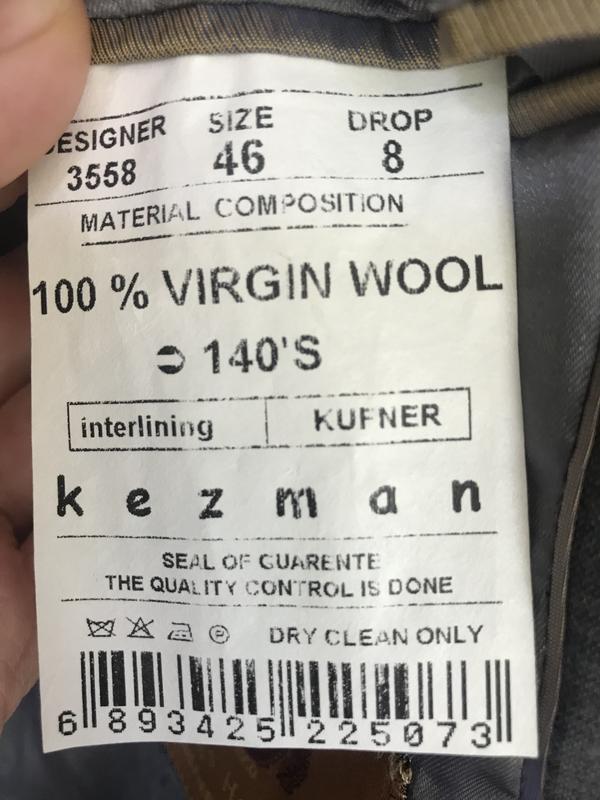 DESIGNER SIZE DROP
3558 46 8
MATERIAL COMPOSITION
100 % VIRGIN WOOL
140'S
interlining KUFNER
kezman
SEAL OF GUARENTE
THE QUALITY CONTROL IS DONE
P DRY CLEAN ONLY
6 893425 225073